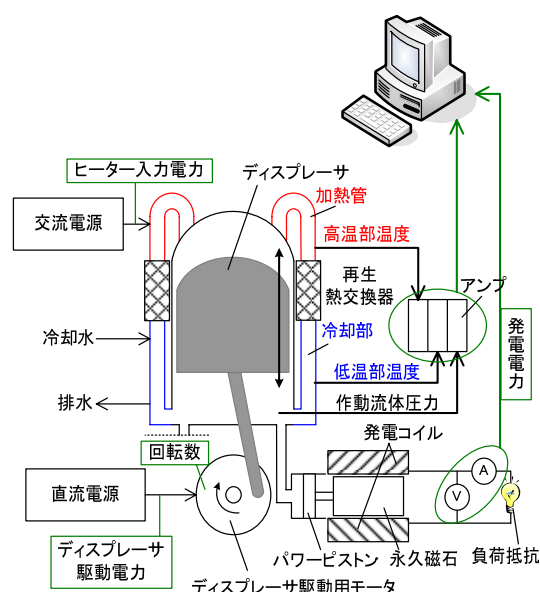 ヒーター入力電力
ディスプレーサ
加熱管
交流電源
高温部温度
再生
熱交換器
アンプ
冷却水
冷却部
発電電力
低温部温度
排水
作動流体圧力
発電コイル
回転数
直流電源
A
V
ディスプレーサ
駆動電力
パワーピストン
永久磁石
負荷抵抗
ディスプレーサ駆動用モータ